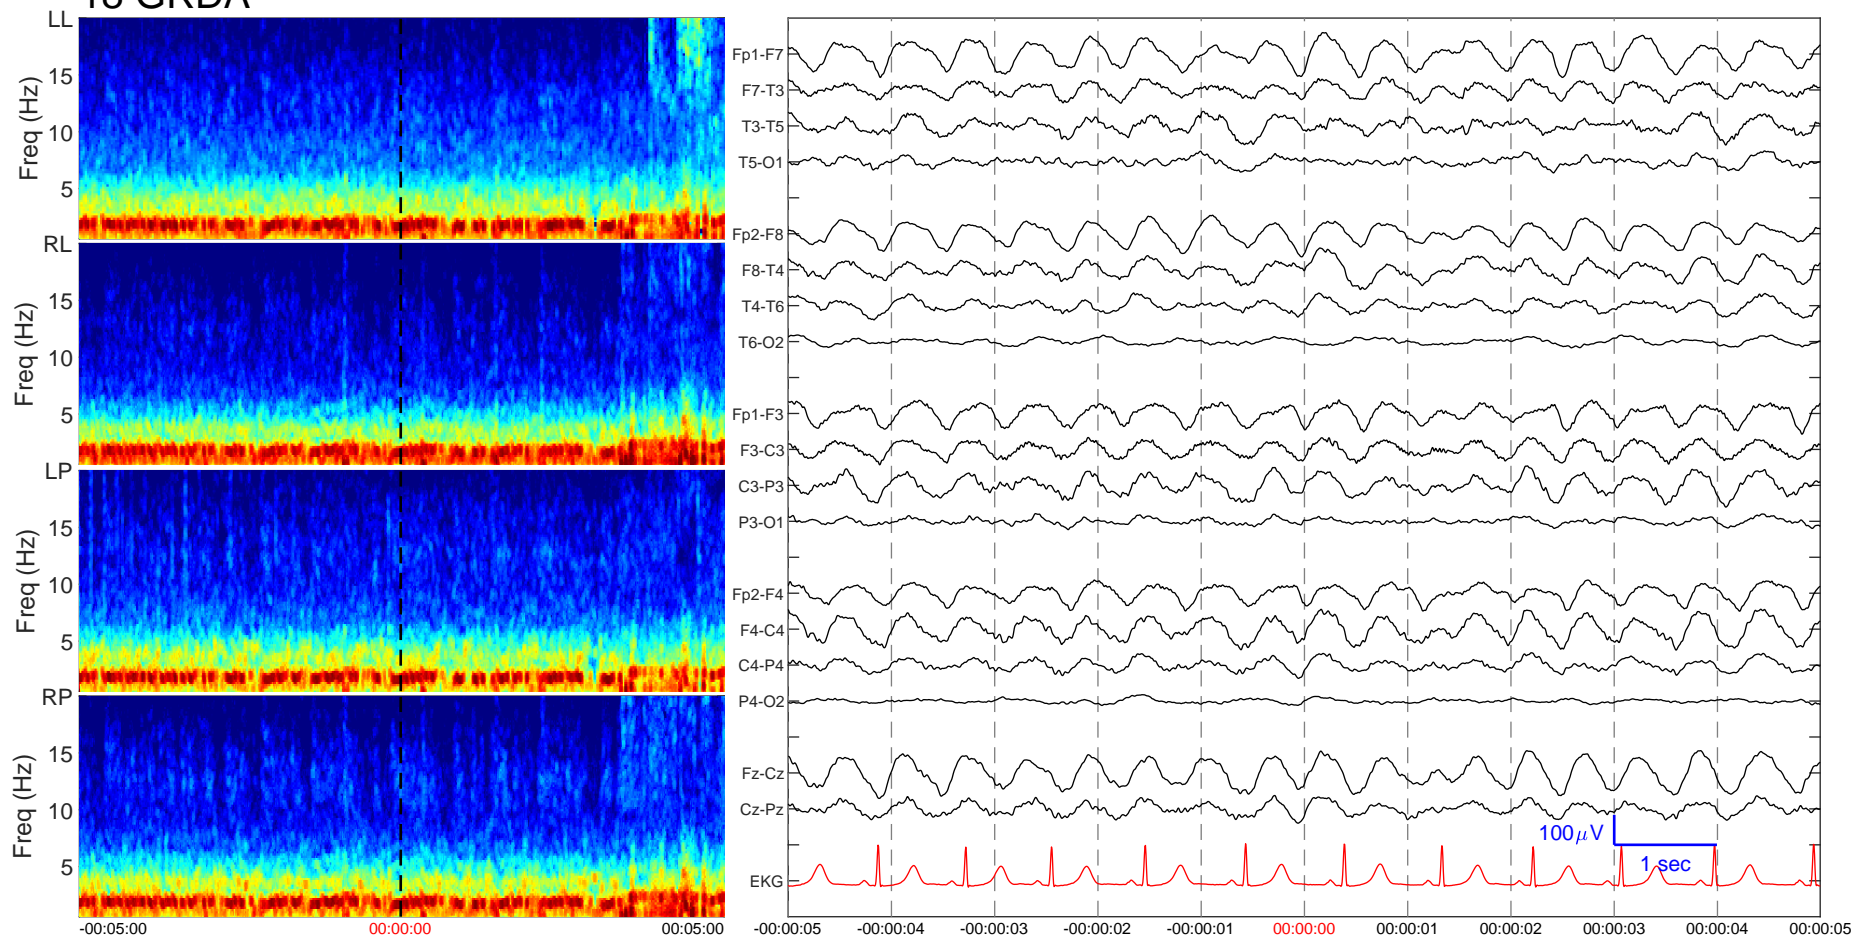 LL
15
10
5
Freq (Hz)
RL
15
10
5
Freq (Hz)
LP
15
10
5
Freq (Hz)
RP
15
10
5
Freq (Hz)
-00:05:00
00:00:00
00:05:00
Fp1-F7
F7-T3
T3-T5
T5-O1
Fp2-F8
F8-T4
T4-T6
T6-O2
Fp1-F3
F3-C3
C3-P3
P3-O1
Fp2-F4
F4-C4
C4-P4
P4-O2
Fz-Cz
Cz-Pz
EKG
100μV
1 sec
-00:00:05
-00:00:04
-00:00:03
-00:00:02
-00:00:01
00:00:00
00:00:01
00:00:02
00:00:03
00:00:04
00:00:05